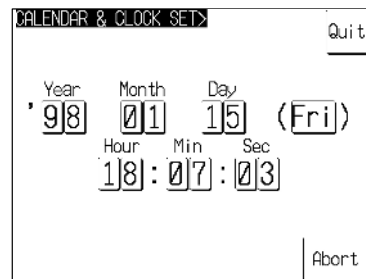 CALENDAR & CLOCK SET>
Quit
Year Month Day
'98 01 15 (Fri)
Hour Min Sec
18:07:03
Abort